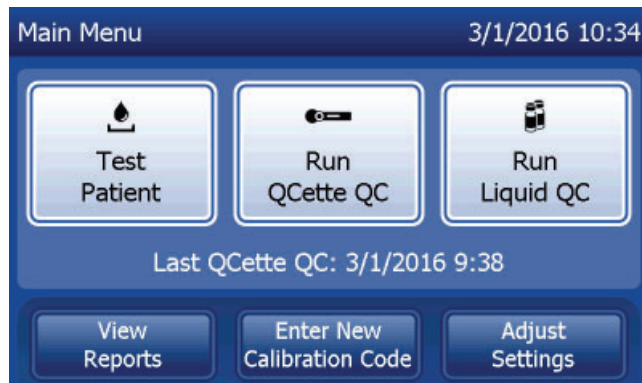 Main Menu 3/1/2016 10:34
Test Patient
Run QCette QC
Run Liquid QC
Last QCette QC: 3/1/2016 9:38
View Reports
Enter New Calibration Code
Adjust Settings